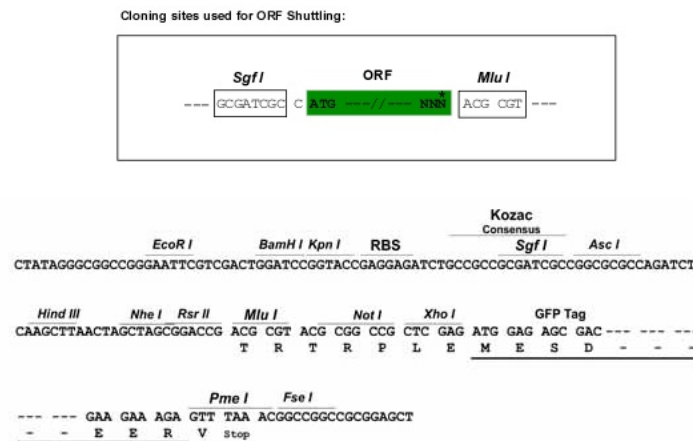 Cloning sites used for ORF Shuttling:
Sgf I ORF Mlu I
--- GCGATCGC C ATG ---//--- NNN* ACG CGT ---
Kozac
Consensus
EcoR I BamH I Kpn I RBS Sgf I Asc I
CTATAGGGCGGCCGGGAATTCGTCGACTGGATCCGGTACCGAGGAGATCTGCCGCCGCGATCGCCGGCGCGCCAGATCT
Hind III Nhe I Rsr II Mlu I Not I Xho I GFP Tag
CAAGCTTAACTAGCTAGCGGACCG ACG CGT ACG CGG CCG CTC GAG ATG GAG AGC GAC --- --- ---
T R T R P L E M E S D - - -
Pme I Fse I
--- --- GAA GAA AGA GTT TAA ACGGCCGGCCGCGGAGCT
- - E E R V Stop